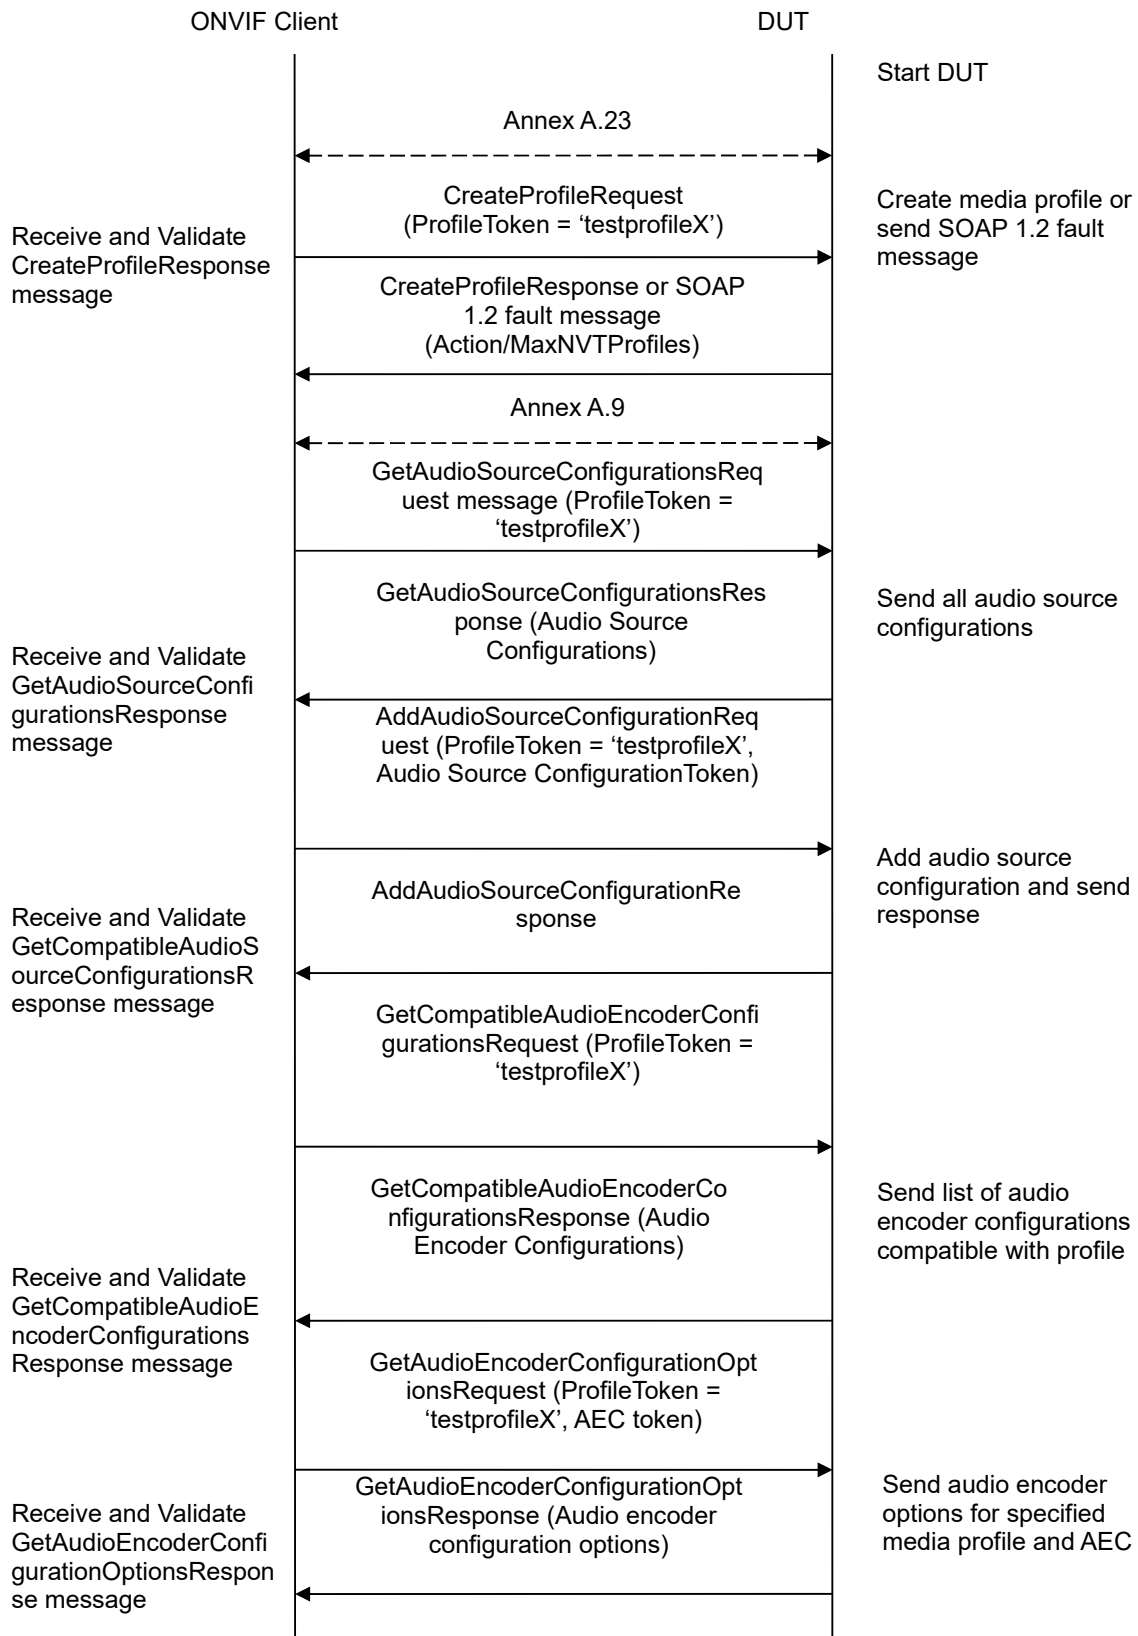 ONVIF Client
DUT
Start DUT
Annex A.23
CreateProfileRequest
(ProfileToken = ‘testprofileX’)
Create media profile or
send SOAP 1.2 fault
message
Receive and Validate
CreateProfileResponse
message
CreateProfileResponse or SOAP
1.2 fault message
(Action/MaxNVTProfiles)
Annex A.9
GetAudioSourceConfigurationsReq
uest message (ProfileToken =
‘testprofileX’)
GetAudioSourceConfigurationsRes
ponse (Audio Source
Configurations)
Send all audio source
configurations
Receive and Validate
GetAudioSourceConfi
gurationsResponse
message
AddAudioSourceConfigurationReq
uest (ProfileToken = ‘testprofileX’,
Audio Source ConfigurationToken)
Add audio source
configuration and send
response
AddAudioSourceConfigurationRe
sponse
Receive and Validate
GetCompatibleAudioS
ourceConfigurationsR
esponse message
GetCompatibleAudioEncoderConfi
gurationsRequest (ProfileToken =
‘testprofileX’)
GetCompatibleAudioEncoderCo
nfigurationsResponse (Audio
Encoder Configurations)
Send list of audio
encoder configurations
compatible with profile
Receive and Validate
GetCompatibleAudioE
ncoderConfigurations
Response message
GetAudioEncoderConfigurationOpt
ionsRequest (ProfileToken =
‘testprofileX’, AEC token)
GetAudioEncoderConfigurationOpt
ionsResponse (Audio encoder
configuration options)
Send audio encoder
options for specified
media profile and AEC
Receive and Validate
GetAudioEncoderConfi
gurationOptionsRespon
se message